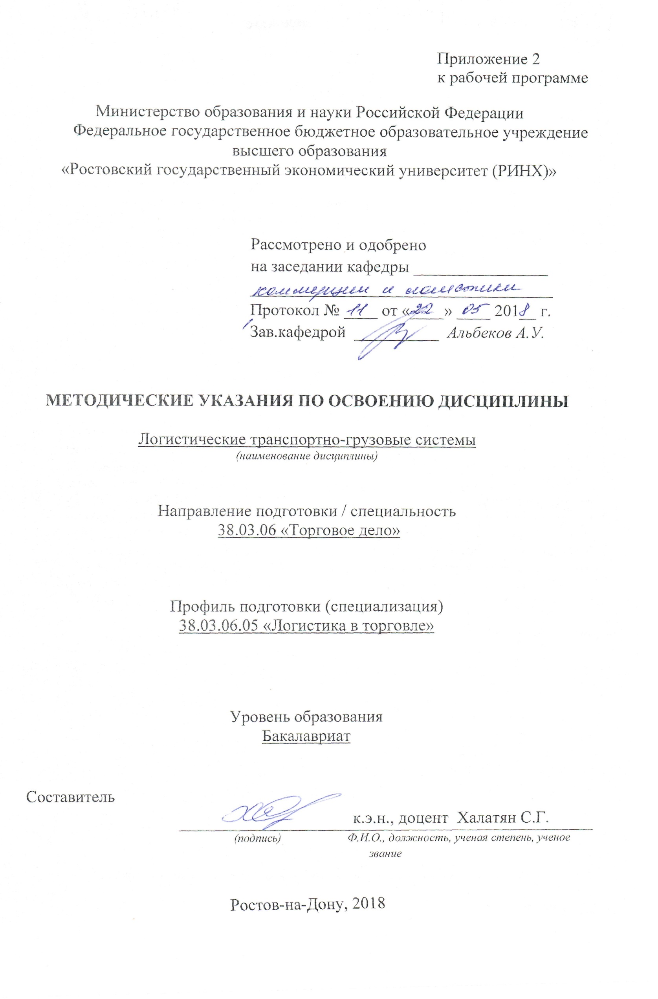 Приложение 2
к рабочей программе
Министерство образования и науки Российской Федерации
Федеральное государственное бюджетное образовательное учреждение
высшего образования
«Ростовский государственный экономический университет (РИНХ)»
Рассмотрено и одобрено
на заседании кафедры
коммерции и логистики
Протокол № 11 от «22» 05 2018 г.
Зав.кафедрой Альбеков А.У.
МЕТОДИЧЕСКИЕ УКАЗАНИЯ ПО ОСВОЕНИЮ ДИСЦИПЛИНЫ
Логистические транспортно-грузовые системы
(наименование дисциплины)
Направление подготовки / специальность
38.03.06 «Торговое дело»
Профиль подготовки (специализация)
38.03.06.05 «Логистика в торговле»
Уровень образования
Бакалавриат
Составитель
к.э.н., доцент Халатян С.Г.
(подпись) Ф.И.О., должность, ученая степень, ученое
звание
Ростов-на-Дону, 2018